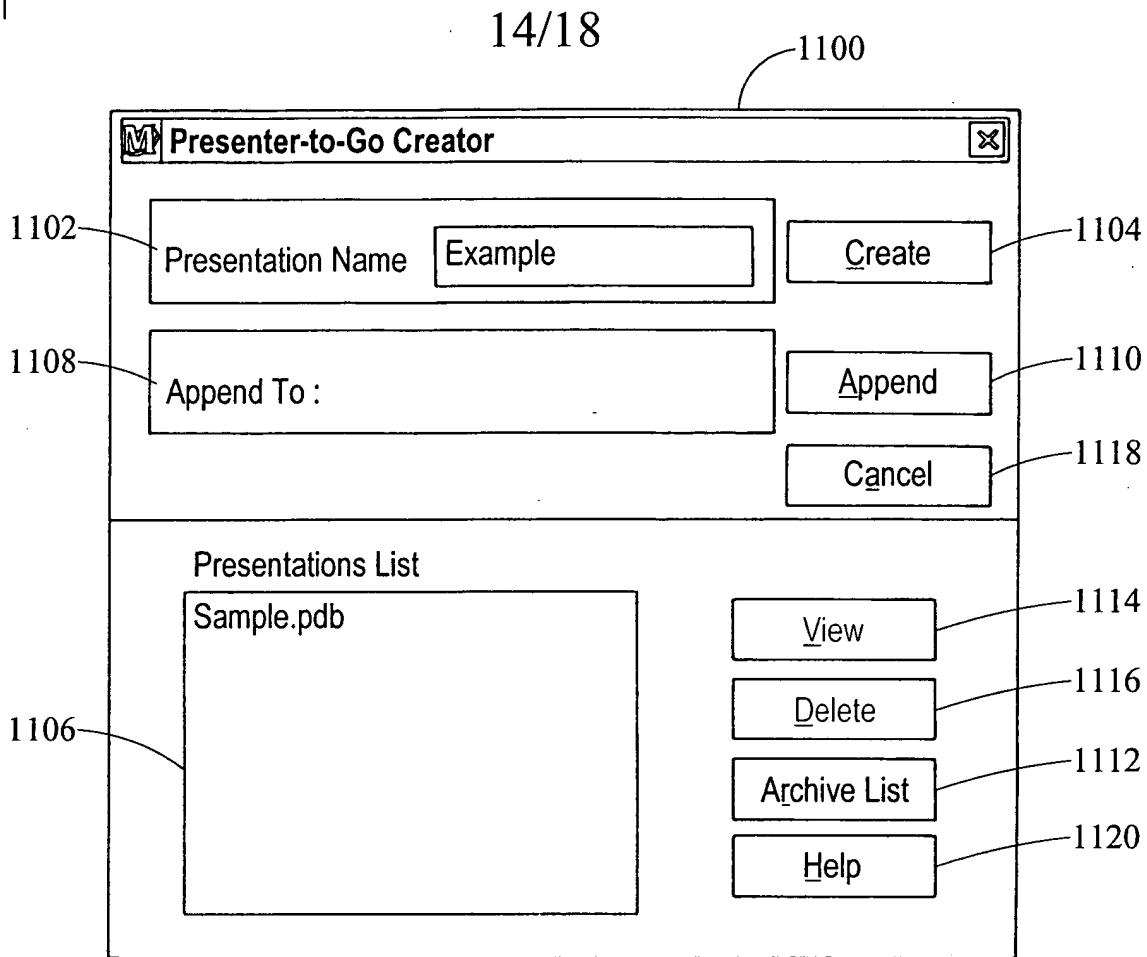 14/18
1100
M Presenter-to-Go Creator
1102
Presentation Name Example
Create
1104
1108
Append To :
Append
1110
Cancel
1118
Presentations List
Sample.pdb
View
1114
Delete
1116
1106
Archive List
1112
Help
1120